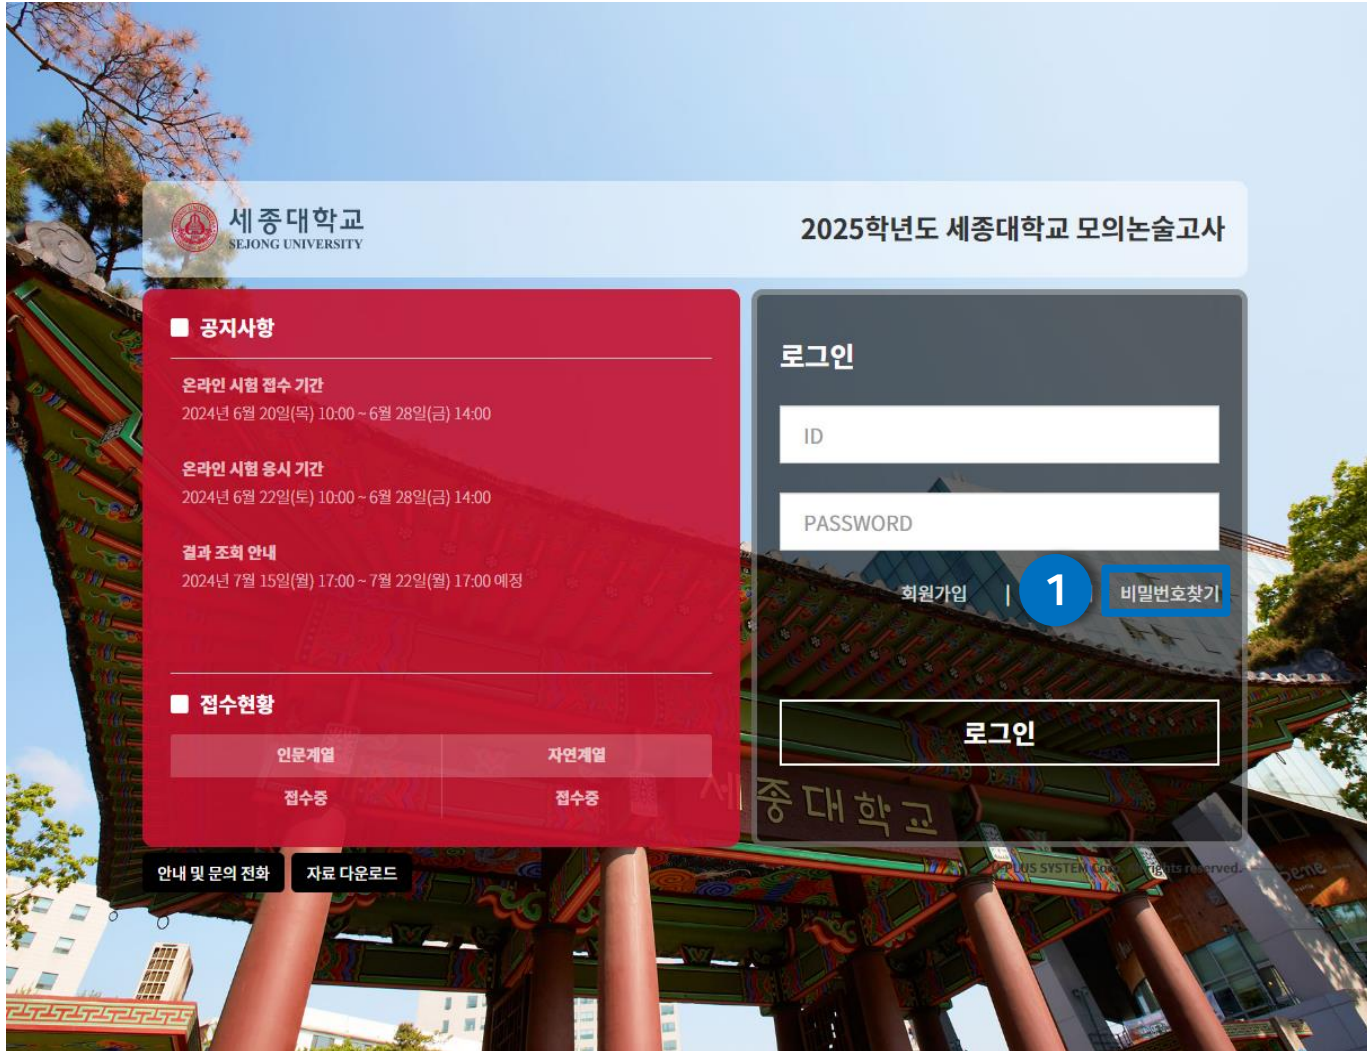 세종대학교
SEJONG UNIVERSITY
2025학년도 세종대학교 모의논술고사
공지사항
온라인 시험 접수 기간
2024년 6월 20일(목) 10:00 ~ 6월 28일(금) 14:00
온라인 시험 응시 기간
2024년 6월 22일(토) 10:00 ~ 6월 28일(금) 14:00
결과 조회 안내
2024년 7월 15일(월) 17:00 ~ 7월 22일(월) 17:00 예정
접수현황
인문계열 자연계열
접수중 접수중
로그인
ID
PASSWORD
회원가입 | 1 비밀번호찾기
로그인
세종대학교
안내 및 문의 전화 자료 다운로드
PLUS SYSTEM Corp. rights reserved.